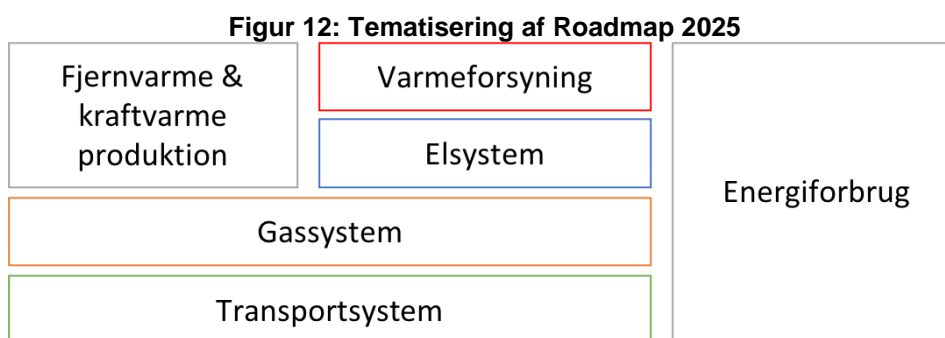 Figur 12: Tematisering af Roadmap 2025
Fjernvarme &
kraftvarme
produktion
Varmeforsyning
Elsystem
Energiforbrug
Gassystem
Transportsystem